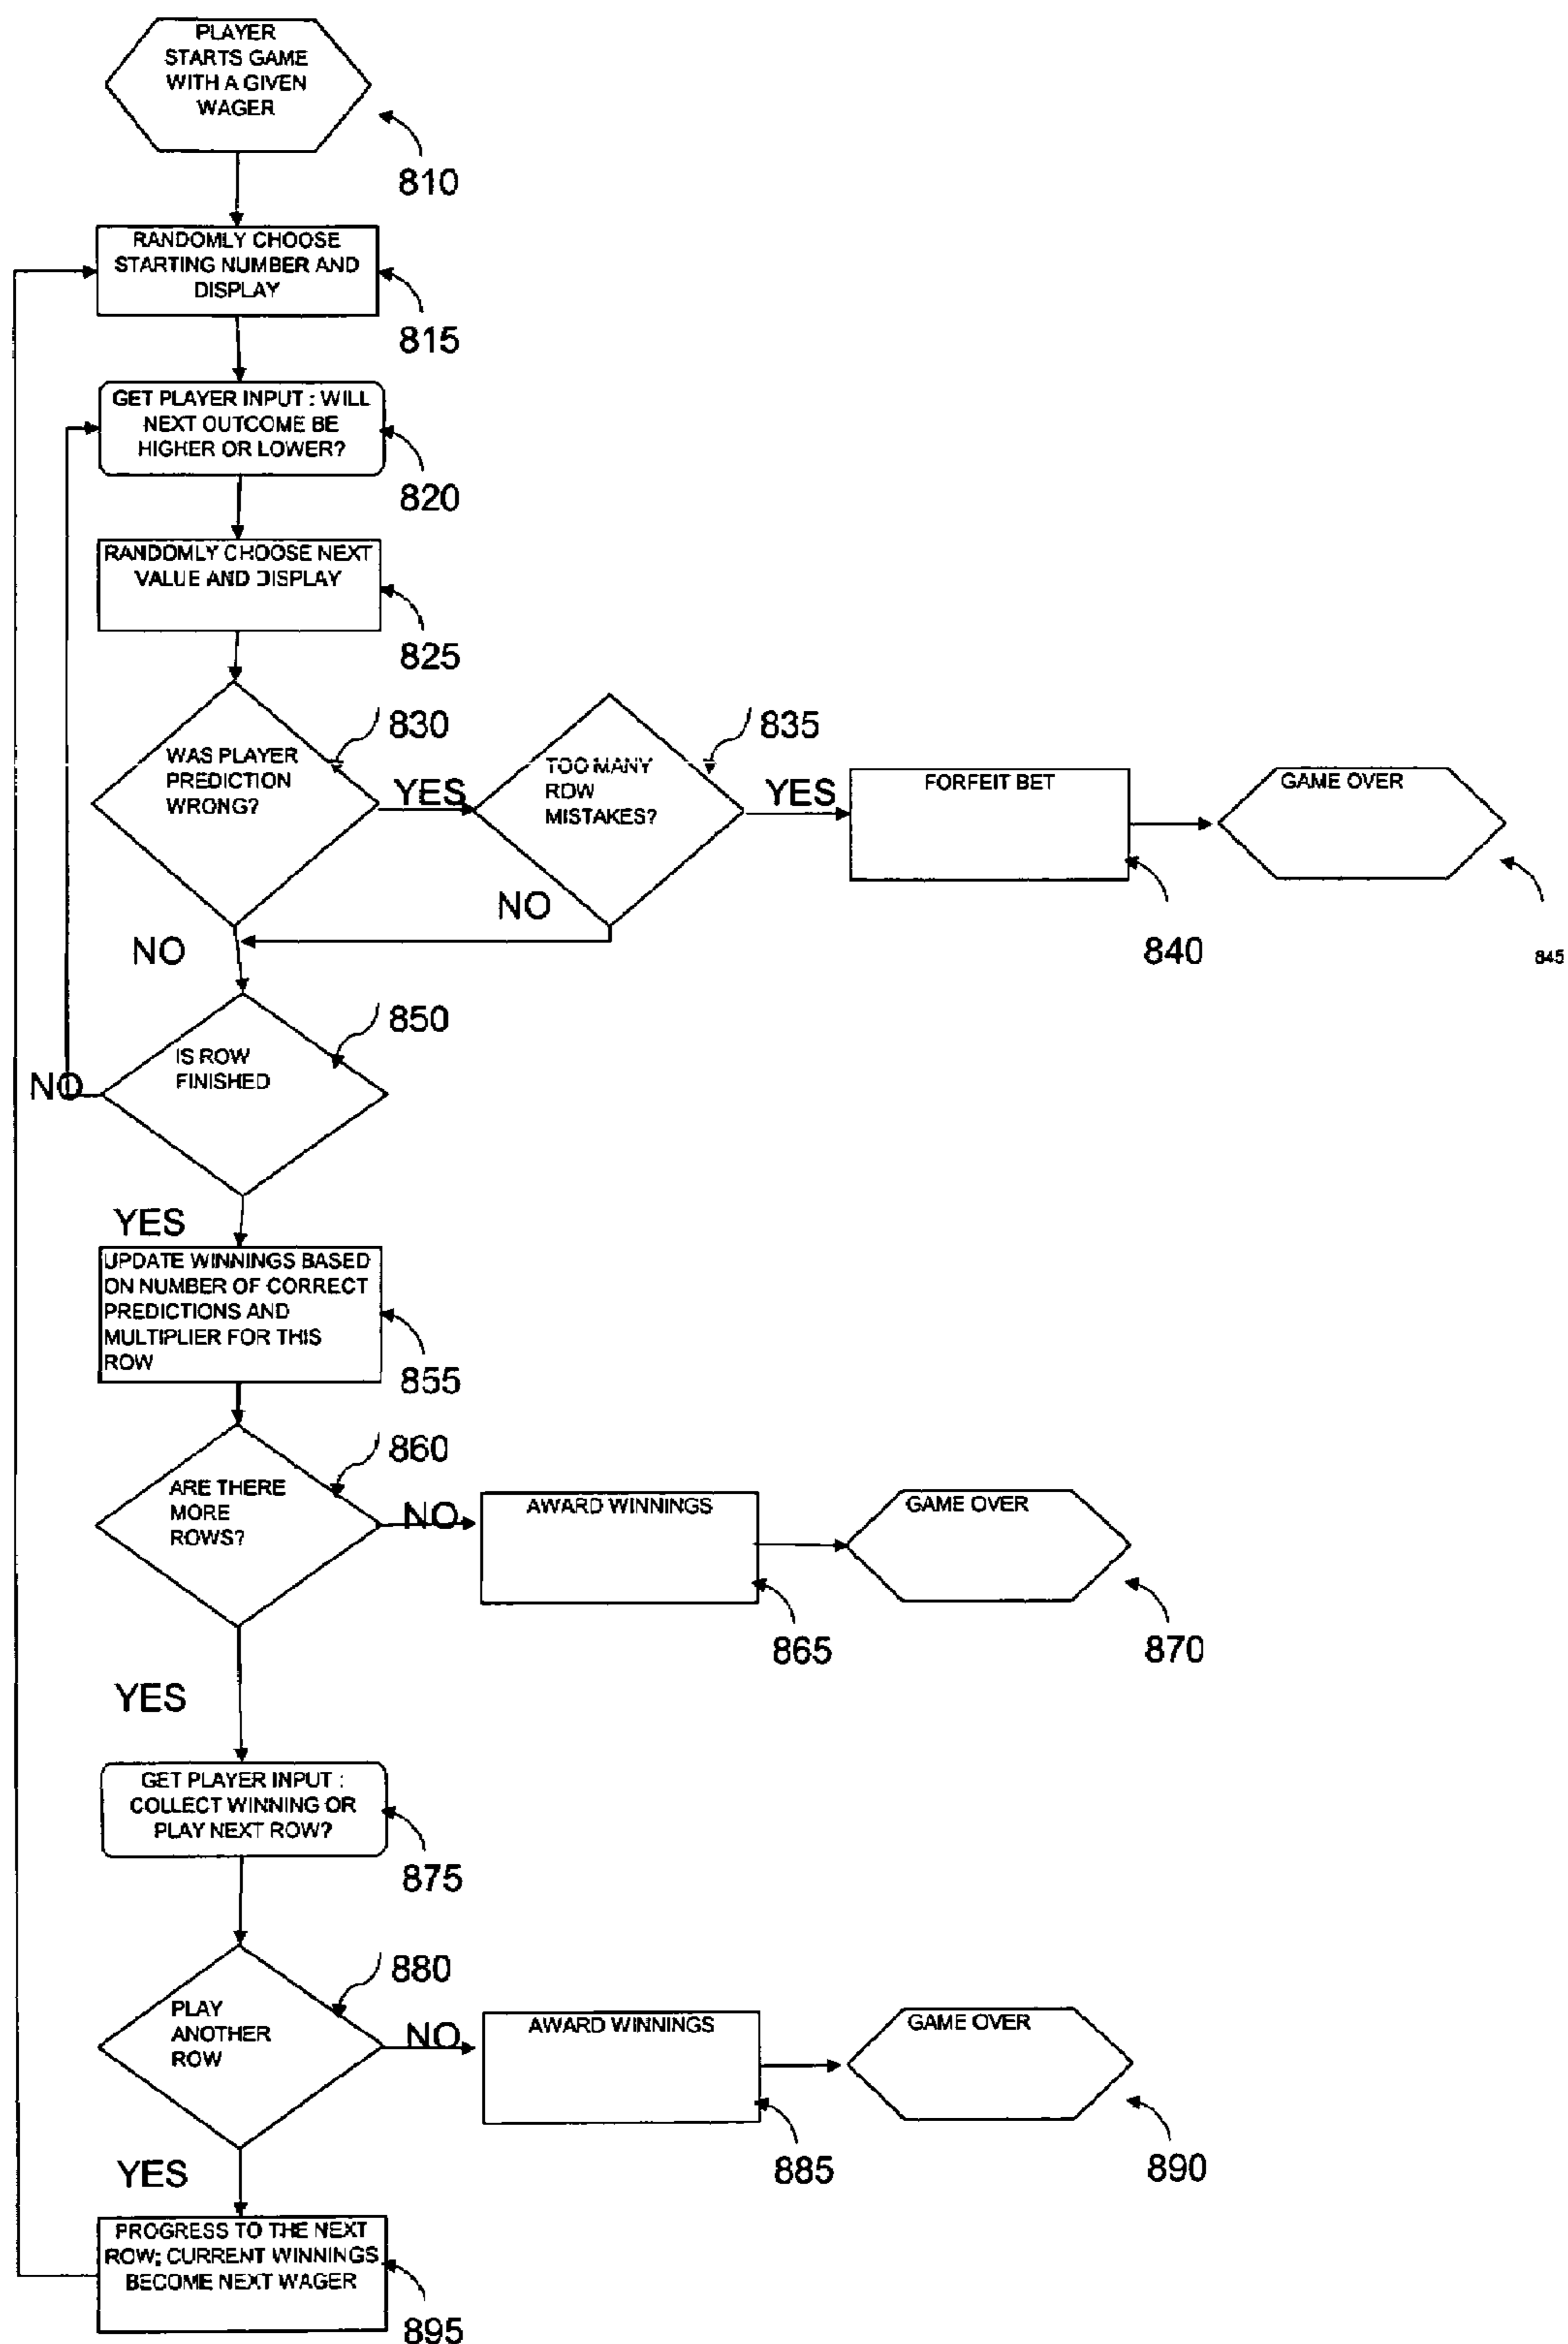 PLAYER
STARTS GAME
WITH A GIVEN
WAGER
810
RANDOMLY CHOOSE
STARTING NUMBER AND
DISPLAY
815
GET PLAYER INPUT : WILL
NEXT OUTCOME BE
HIGHER OR LOWER?
820
RANDOMLY CHOOSE NEXT
VALUE AND DISPLAY
825
830
WAS PLAYER
PREDICTION
WRONG?
YES
835
TOO MANY
ROW
MISTAKES?
YES
FORFEIT BET
840
GAME OVER
845
NO
NO
850
IS ROW
FINISHED
NO
YES
UPDATE WINNINGS BASED
ON NUMBER OF CORRECT
PREDICTIONS AND
MULTIPLIER FOR THIS
ROW
855
860
ARE THERE
MORE
ROWS?
NO
AWARD WINNINGS
865
GAME OVER
870
YES
GET PLAYER INPUT :
COLLECT WINNING OR
PLAY NEXT ROW?
875
880
PLAY
ANOTHER
ROW
NO
AWARD WINNINGS
885
GAME OVER
890
YES
PROGRESS TO THE NEXT
ROW; CURRENT WINNINGS
BECOME NEXT WAGER
895